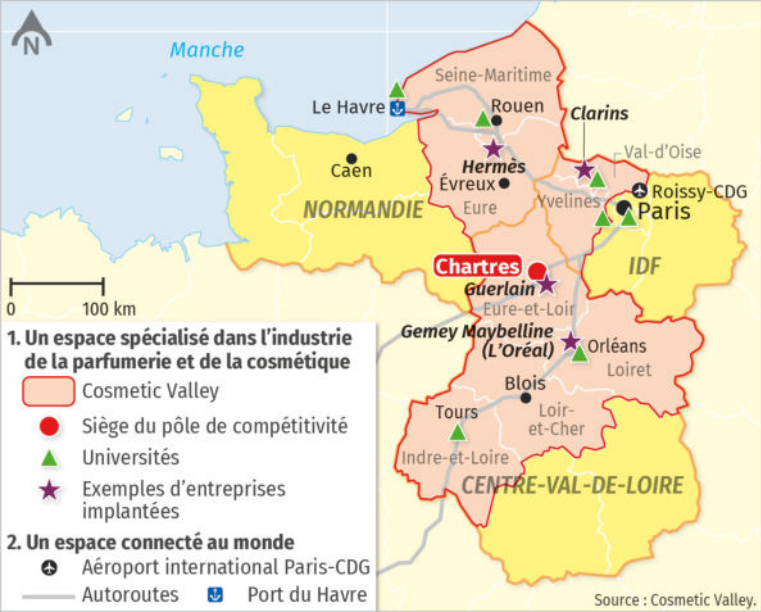 N
Manche
Seine-Maritime
Le Havre
Rouen
Clarins
Val-d'Oise
Caen
Hermès
Évreux
Eure
Yvelines
Roissy-CDG
Paris
NORMANDIE
IDF
Chartres
Guerlain
Eure-et-Loir
0 100 km
Gemey Maybelline
(L'Oréal)
Orléans
Loiret
Blois
Tours
Loir-
et-Cher
Indre-et-Loire
CENTRE-VAL-DE-LOIRE
1. Un espace spécialisé dans l'industrie
de la parfumerie et de la cosmétique
Cosmetic Valley
Siège du pôle de compétitivité
Universités
Exemples d'entreprises
implantées
2. Un espace connecté au monde
Aéroport international Paris-CDG
Autoroutes
Port du Havre
Source : Cosmetic Valley.